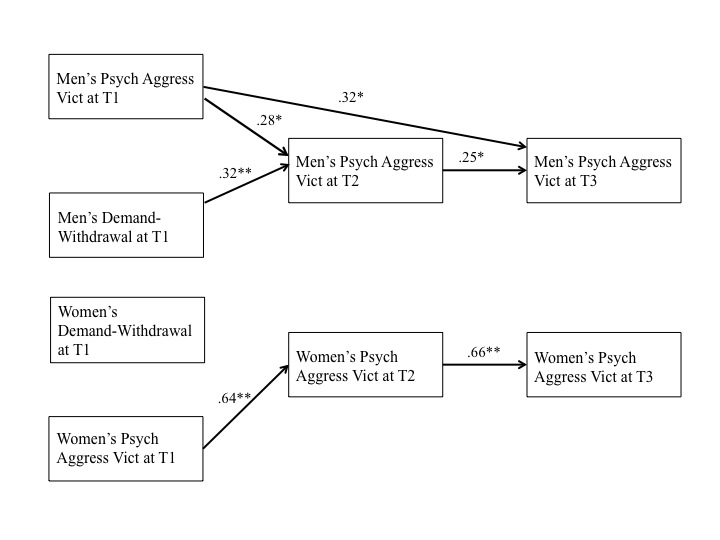 Men's Psych Aggress
Vict at T1
.32*
.28*
Men's Psych Aggress
Vict at T2
.25*
Men's Psych Aggress
Vict at T3
.32**
Men's Demand-
Withdrawal at T1
Women's
Demand-Withdrawal
at T1
Women's Psych
Aggress Vict at T2
.66**
Women's Psych
Aggress Vict at T3
.64**
Women's Psych
Aggress Vict at T1